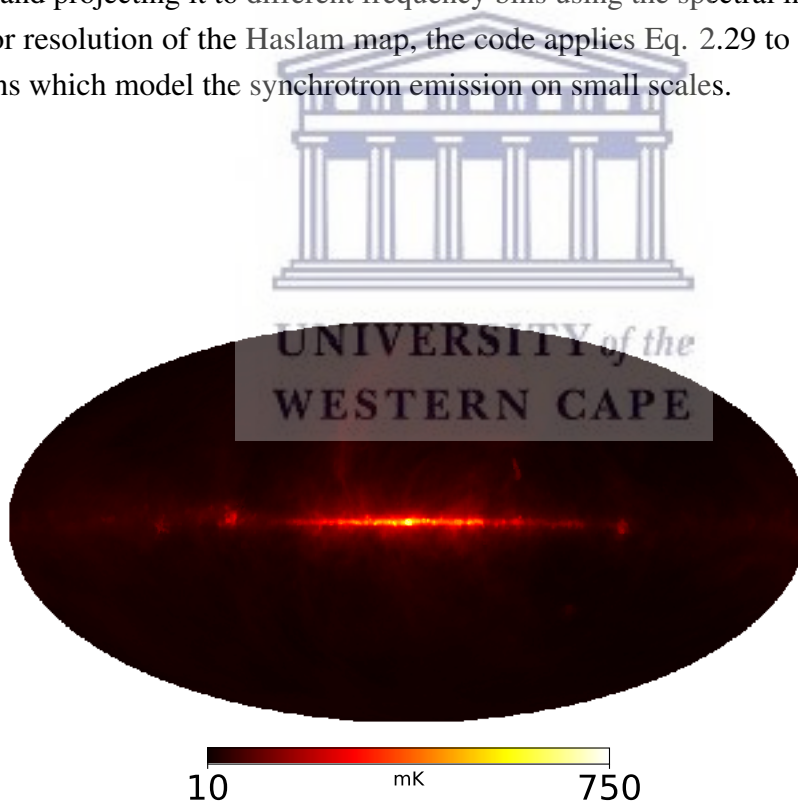 and projecting it to different frequency bins using the spectral
or resolution of the Haslam map, the code applies Eq. 2.29 to
which model the synchrotron emission on small scales.
UNIVERSITY of the
WESTERN CAPE
10 mK 750